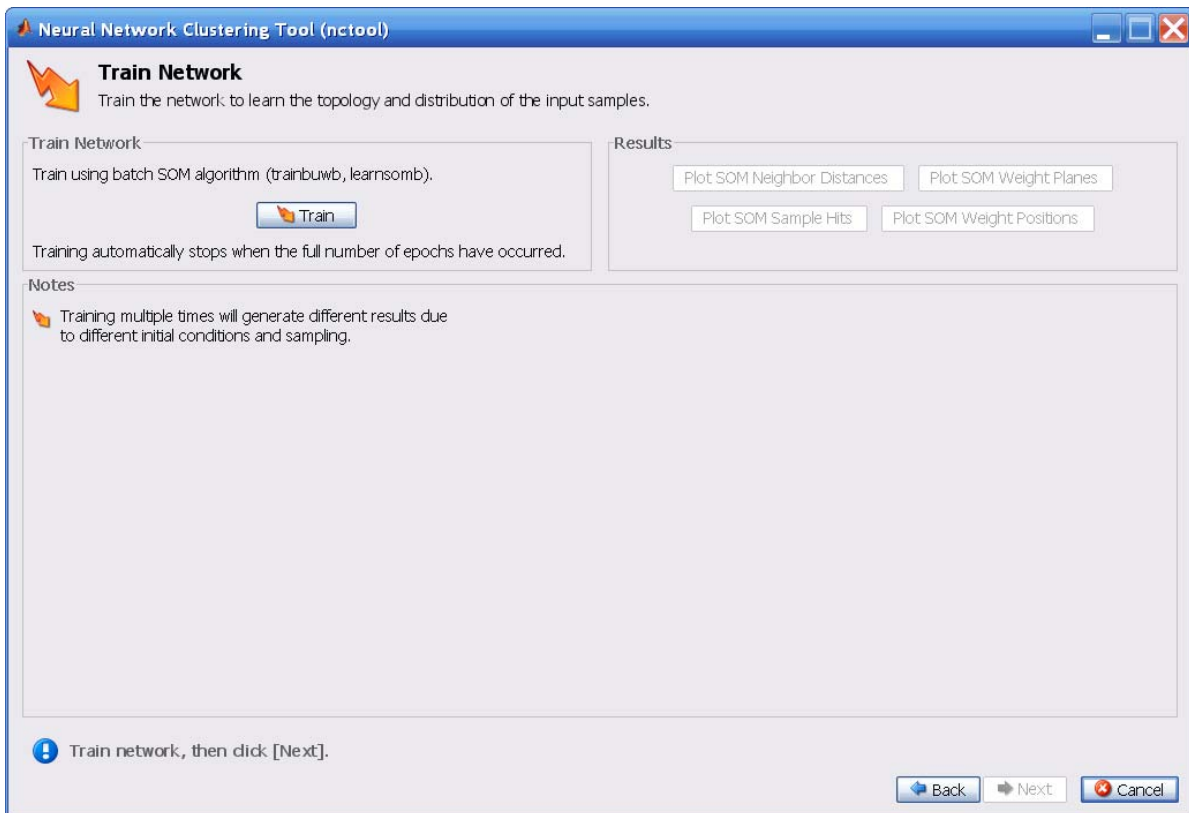 Neural Network Clustering Tool (nctool)
Train Network
Train the network to learn the topology and distribution of the input samples.
Train Network
Train using batch SOM algorithm (trainbuwb, learnsomb).
Train
Training automatically stops when the full number of epochs have occurred.
Results
Plot SOM Neighbor Distances
Plot SOM Weight Planes
Plot SOM Sample Hits
Plot SOM Weight Positions
Notes
Training multiple times will generate different results due
to different initial conditions and sampling.
Train network, then click [Next].
Back
Next
Cancel